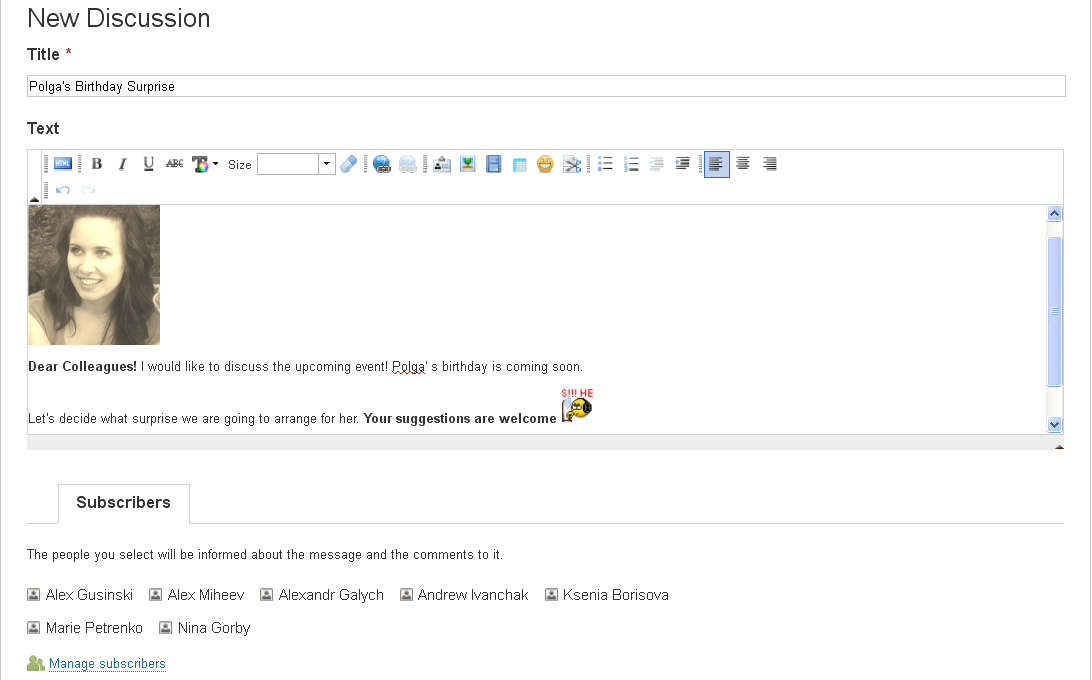 New Discussion
Title *
Polga's Birthday Surprise
Text
HTML B I U ABC T Size
Dear Colleagues! I would like to discuss the upcoming event! Polga' s birthday is coming soon.
S!!! HE
Let's decide what surprise we are going to arrange for her. Your suggestions are welcome
Subscribers
The people you select will be informed about the message and the comments to it.
Alex Gusinski Alex Miheev Alexandr Galych Andrew Ivanchak Ksenia Borisova
Marie Petrenko Nina Gorby
Manage subscribers